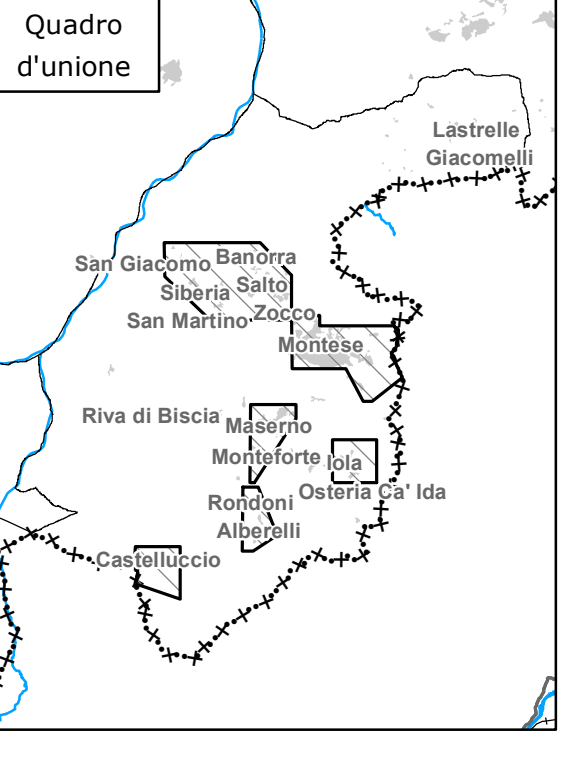 Quadro
d'unione
Lastrelle
Giacomelli
Banorra
San Giacomo
Salto
Siberia
Zocco
San Martino
Montese
Riva di Biscia
Maserno
Monteforte
Iola
Osteria Ca' Ida
Rondoni
Alberelli
Castelluccio